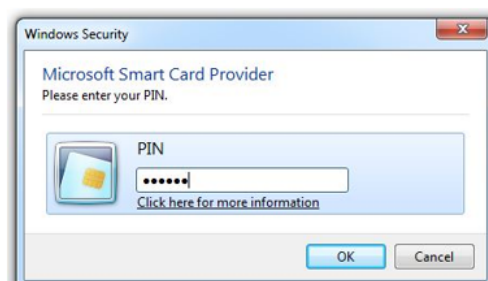 Windows Security
Microsoft Smart Card Provider
Please enter your PIN.
PIN
••••••
Click here for more information
OK Cancel